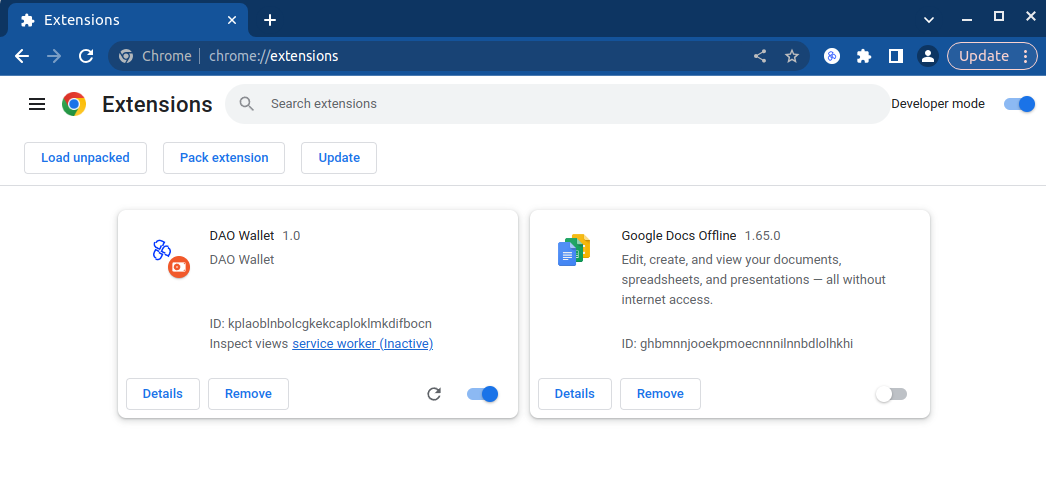 Extensions
Chrome
chrome://extensions
Update
Extensions
Search extensions
Developer mode
Load unpacked
Pack extension
Update
DAO Wallet 1.0
DAO Wallet
ID: kplaoblnbolcgkekcaploklmkdifbocn
Inspect views service worker (Inactive)
Details
Remove
Google Docs Offline 1.65.0
Edit, create, and view your documents,
spreadsheets, and presentations — all without
internet access.
ID: ghbmnnjooekpmoecnnnilnnbdlolhkhi
Details
Remove